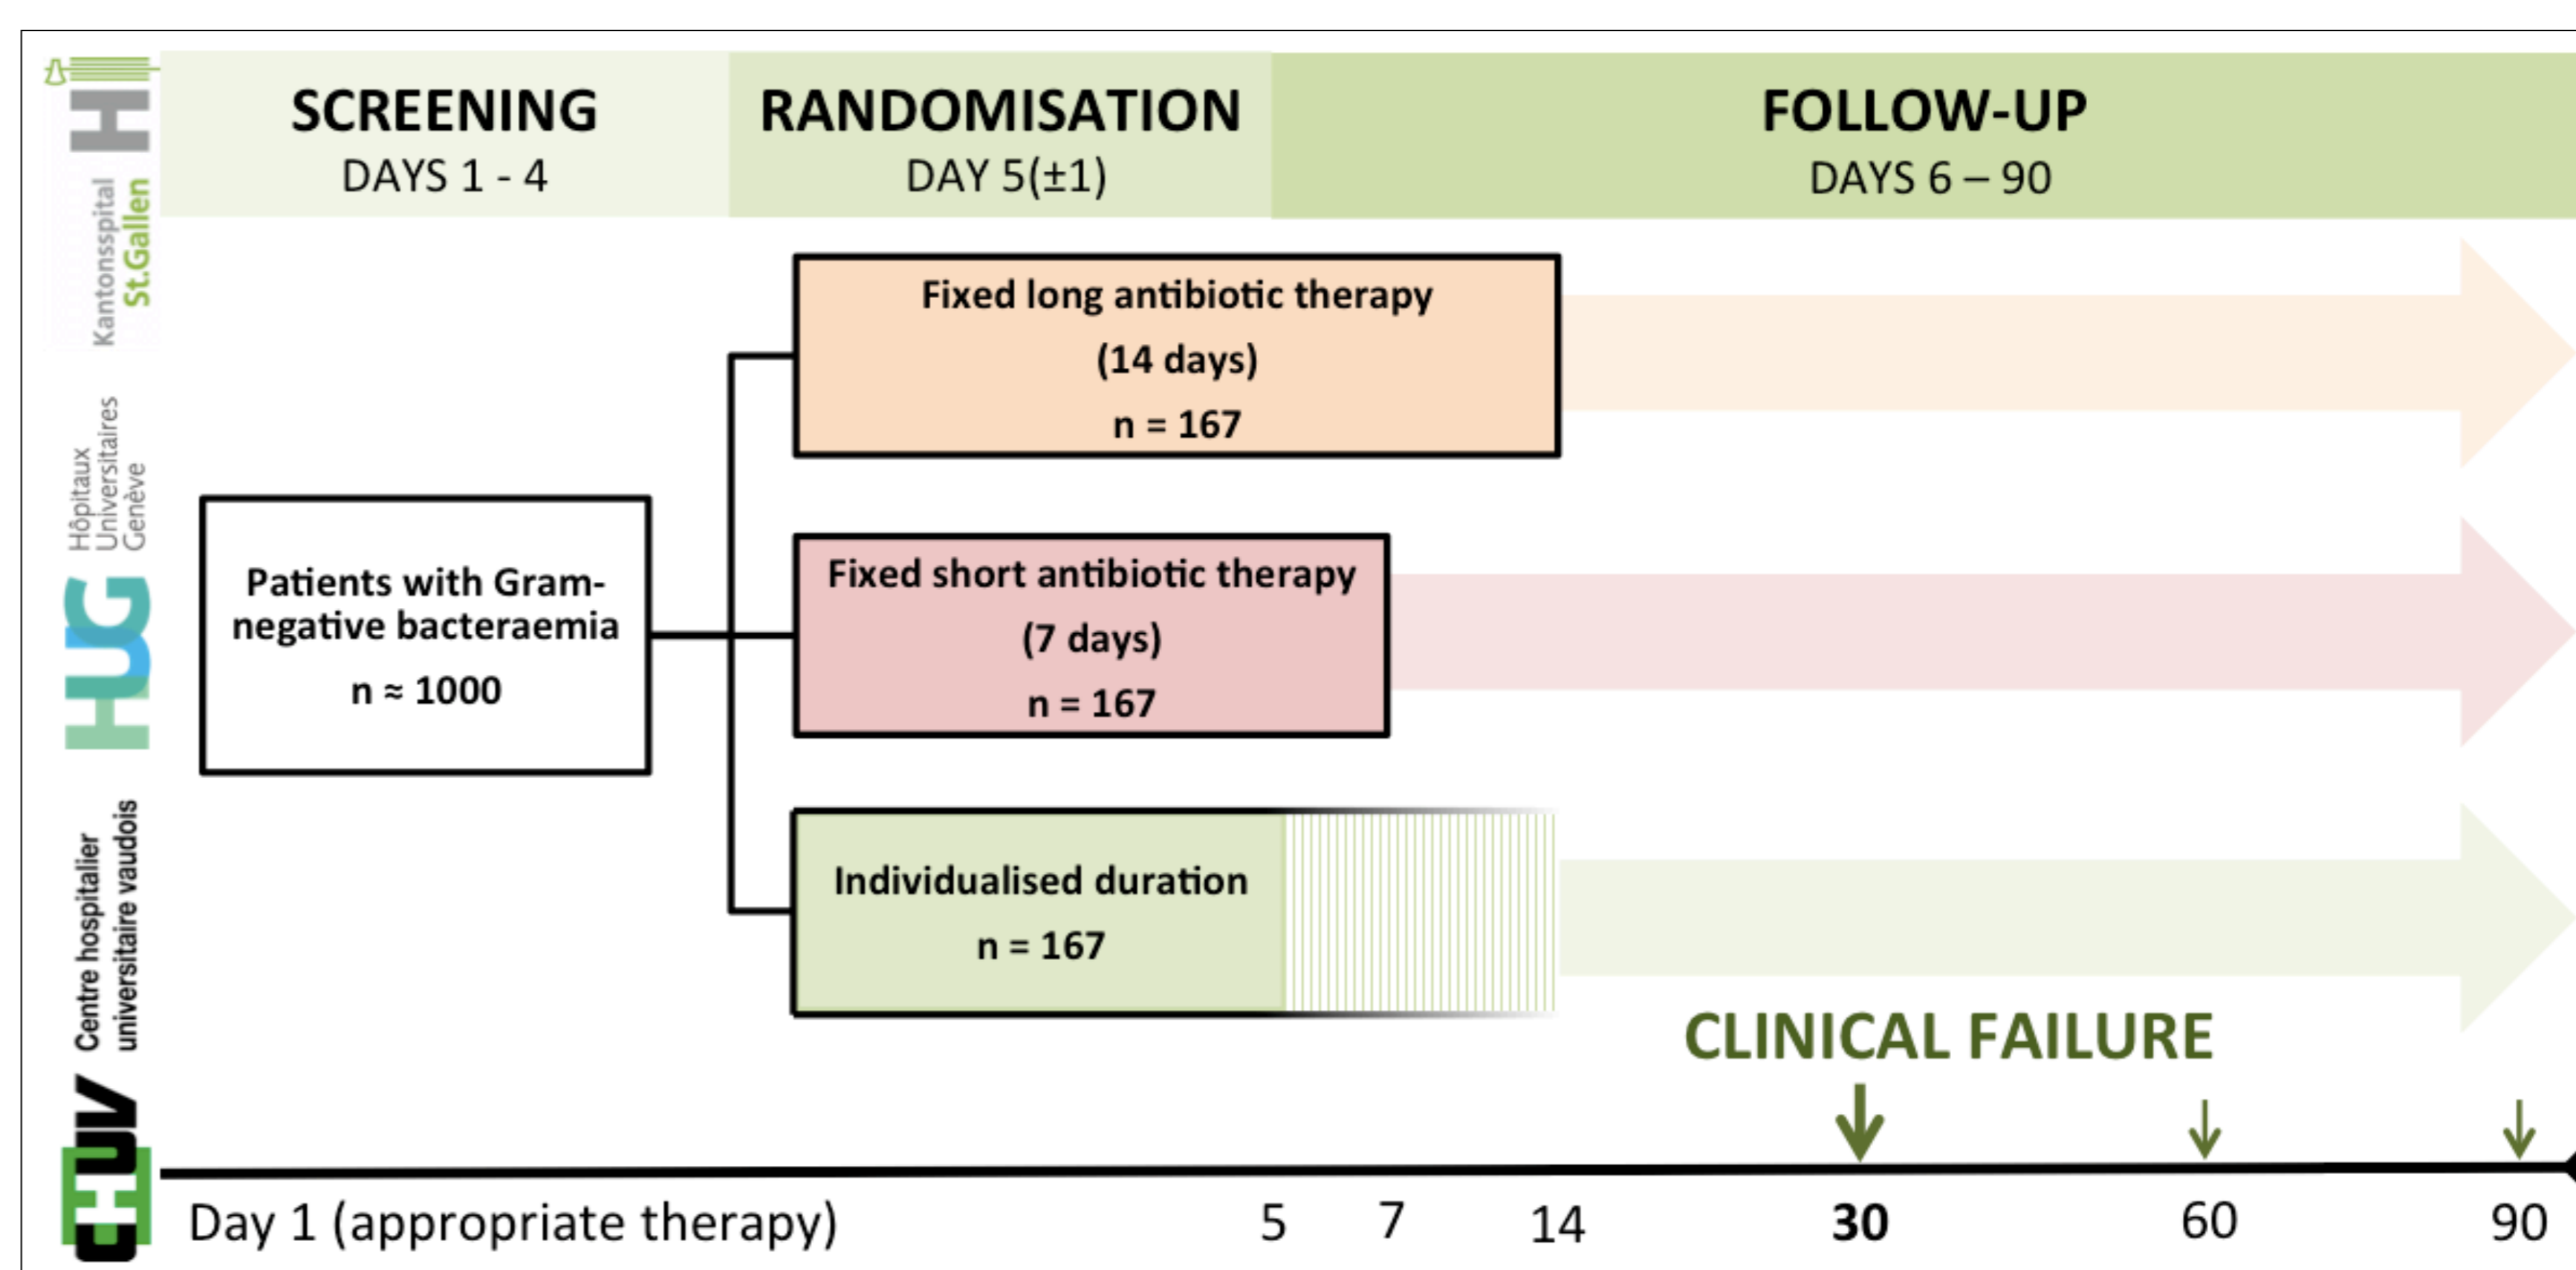 SCREENING
DAYS 1 - 4
RANDOMISATION
DAY 5(±1)
FOLLOW-UP
DAYS 6 – 90
Kantonsspital
St.Gallen
Hôpitaux
Universitaires
Genève
HUG
Centre hospitalier
universitaire vaudois
CHUV
Patients with Gram-
negative bacteraemia
n ≈ 1000
Fixed long antibiotic therapy
(14 days)
n = 167
Fixed short antibiotic therapy
(7 days)
n = 167
Individualised duration
n = 167
CLINICAL FAILURE
Day 1 (appropriate therapy)
5
7
14
30
60
90